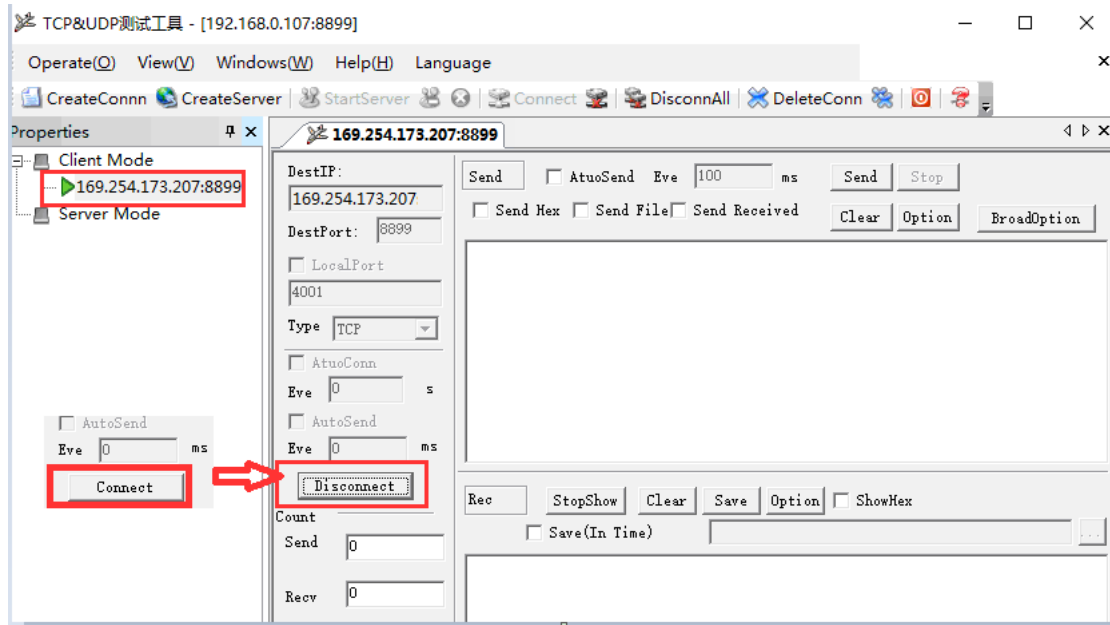 TCP&UDP测试工具 - [192.168.0.107:8899]
Operate(O) View(V) Windows(W) Help(H) Language
CreateConnn CreateServer StartServer Connect DisconnAll DeleteConn
Properties
169.254.173.207:8899
Client Mode
169.254.173.207:8899
Server Mode
DestIP:
169.254.173.207
DestPort: 8899
LocalPort
4001
Type TCP
AtuoConn
Eve 0 s
AutoSend
Eve 0 ms
Disconnect
Count
Send 0
Recv 0
AutoSend
Eve 0 ms
Connect
Send AtuoSend Eve 100 ms Send Stop
Send Hex Send File Send Received Clear Option BroadOption
Rec StopShow Clear Save Option ShowHex
Save(In Time) ...